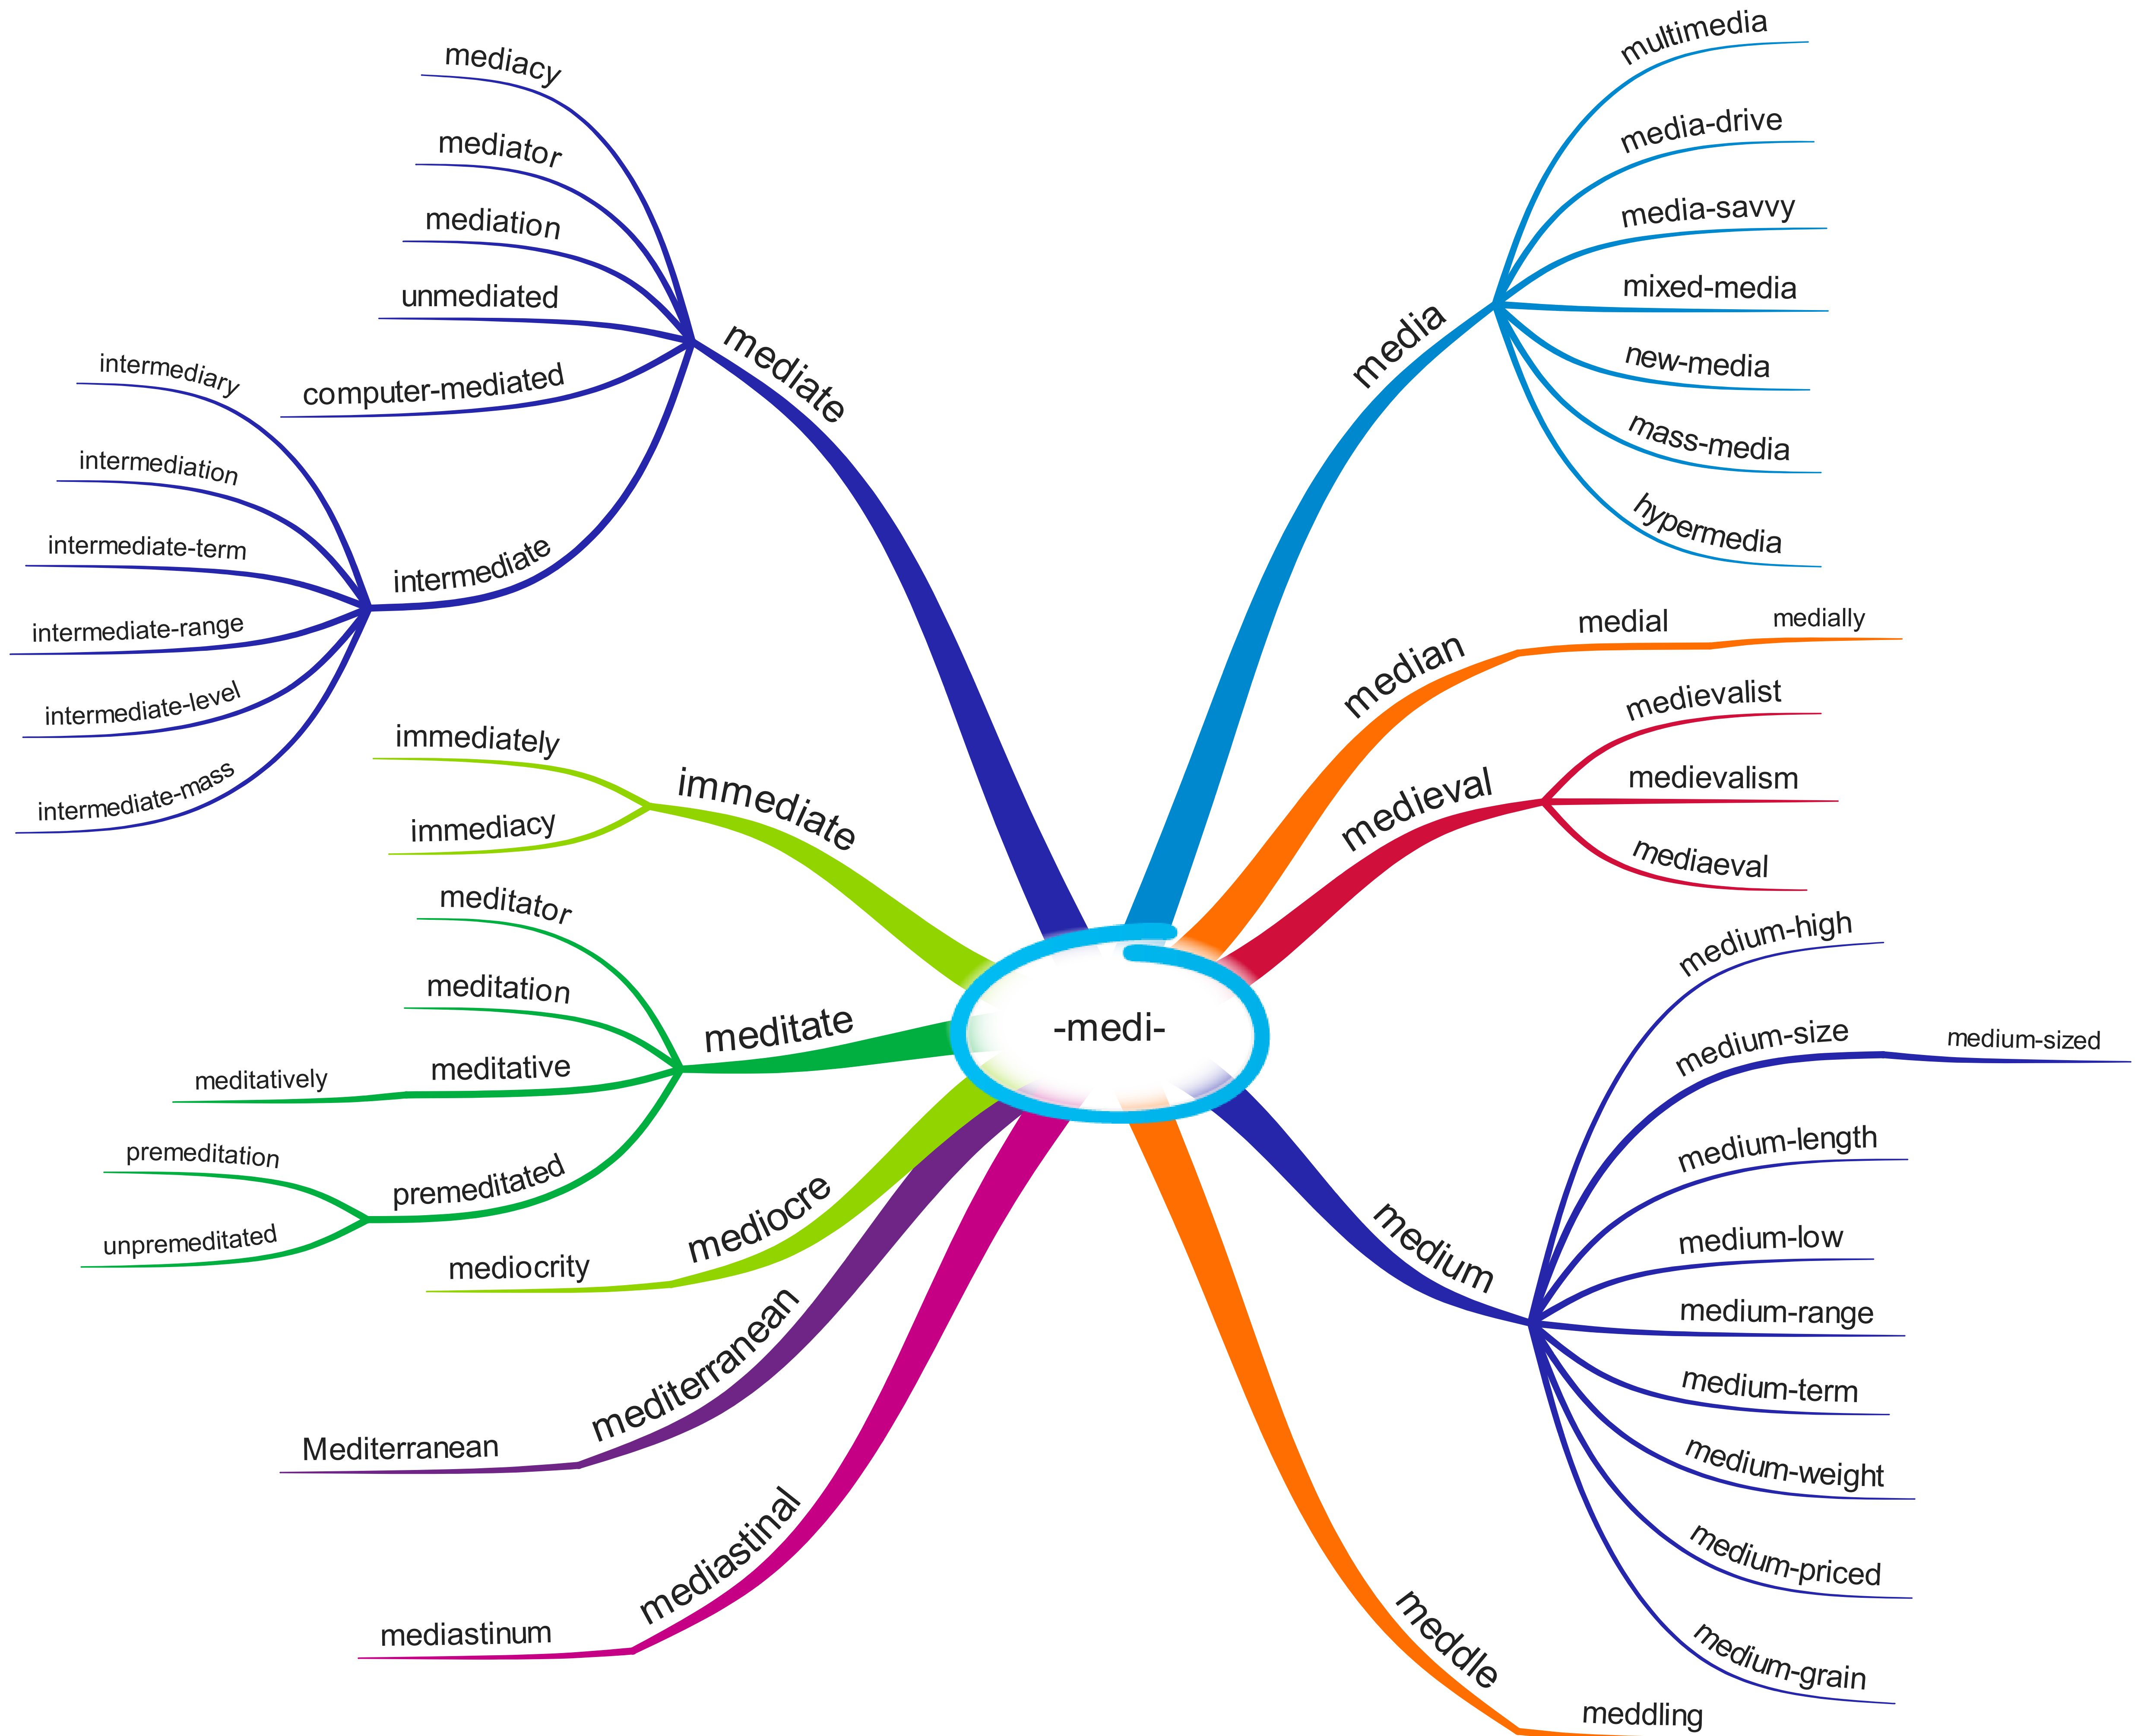 -medi-
media
multimedia
media-drive
media-savvy
mixed-media
new-media
mass-media
hypermedia
median
medial
medially
medieval
medievalist
medievalism
mediaeval
medium
medium-high
medium-size
medium-sized
medium-length
medium-low
medium-range
medium-term
medium-weight
medium-priced
medium-grain
meddle
meddling
mediate
mediacy
mediator
mediation
unmediated
computer-mediated
intermediate
intermediary
intermediation
intermediate-term
intermediate-range
intermediate-level
intermediate-mass
immediate
immediately
immediacy
meditate
meditator
meditation
meditative
meditatively
premeditated
premeditation
unpremeditated
mediocre
mediocrity
mediterranean
Mediterranean
mediastinal
mediastinum